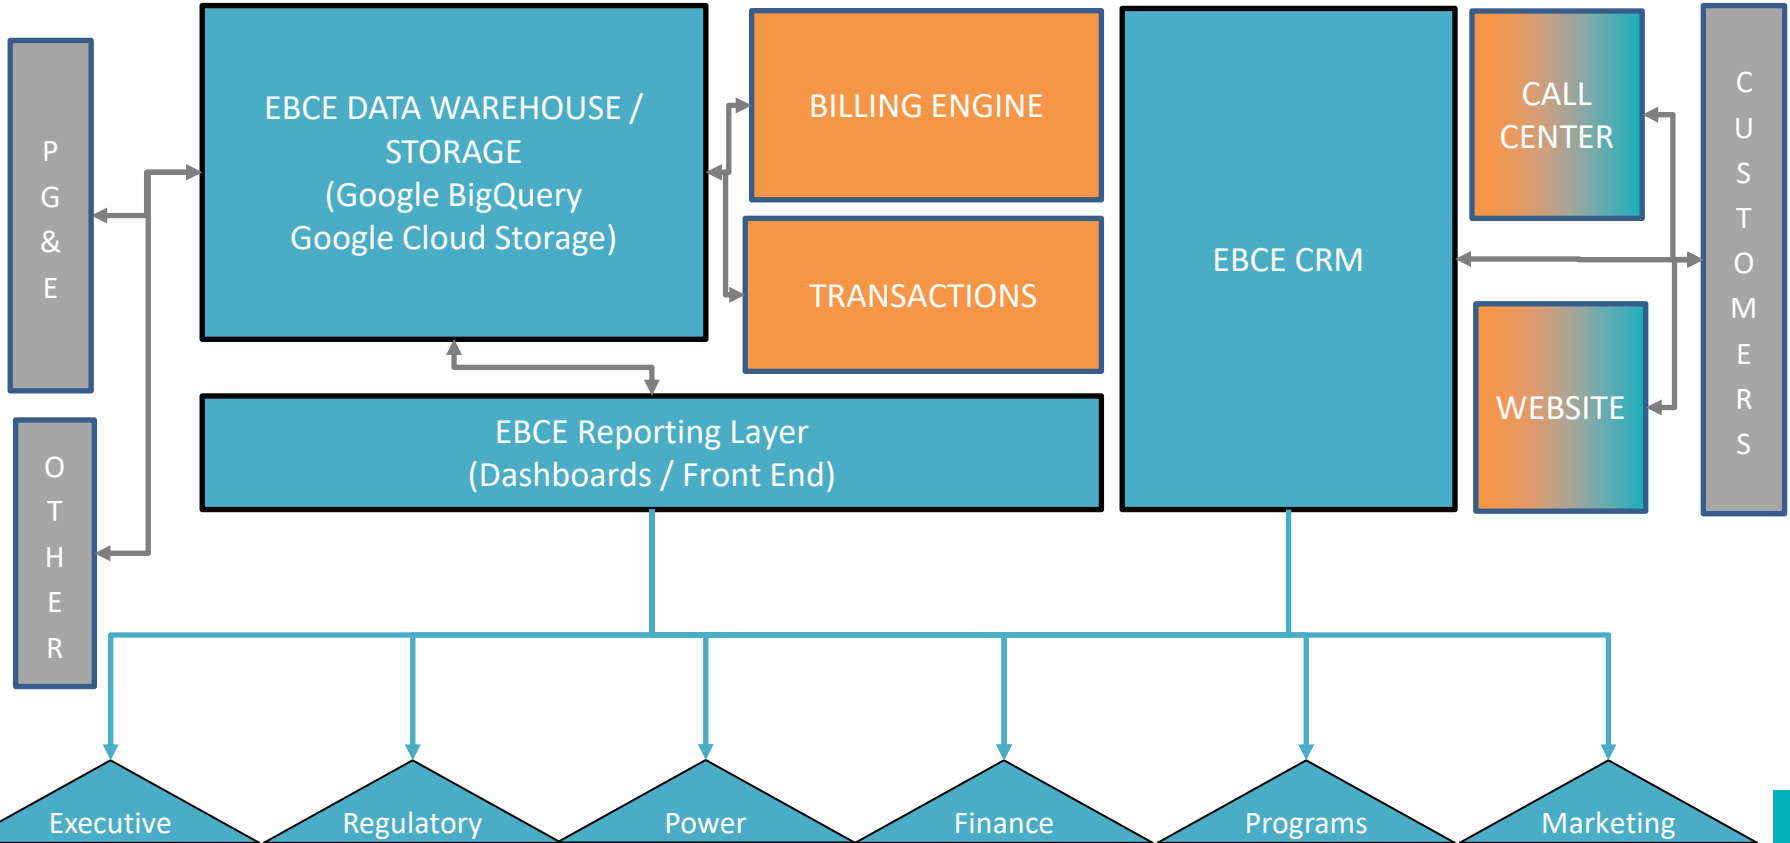 P
G
&
E
O
T
H
E
R
EBCE DATA WAREHOUSE /
STORAGE
(Google BigQuery
Google Cloud Storage)
BILLING ENGINE
TRANSACTIONS
EBCE Reporting Layer
(Dashboards / Front End)
EBCE CRM
CALL
CENTER
WEBSITE
C
U
S
T
O
M
E
R
S
Executive
Regulatory
Power
Finance
Programs
Marketing